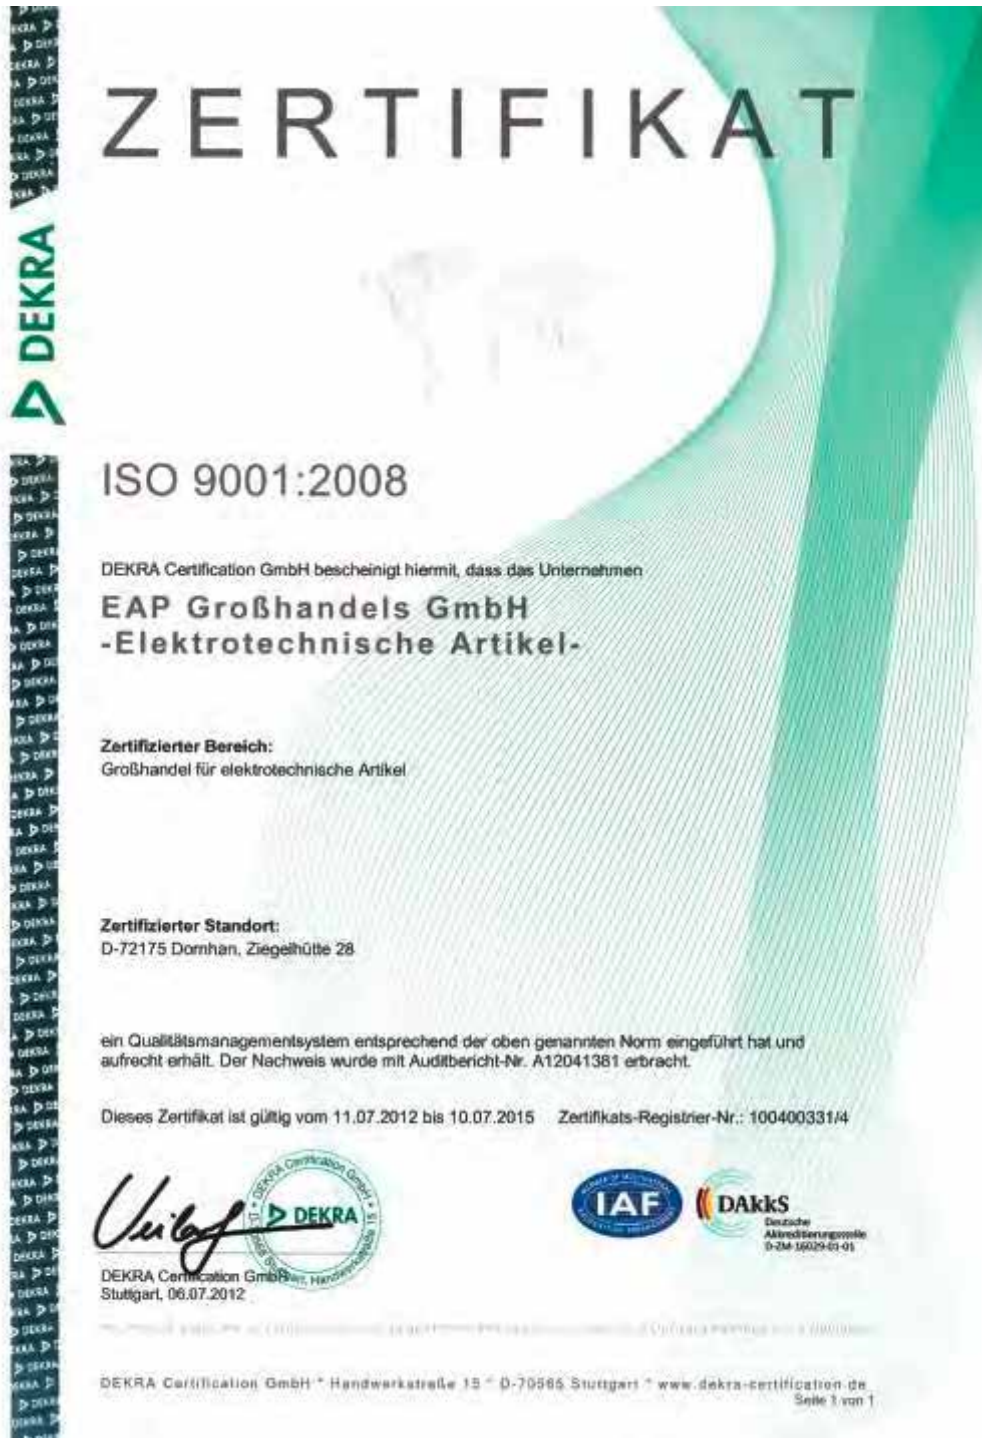 ZERTIFIKAT
DEKRA
ISO 9001:2008
DEKRA Certification GmbH bescheinigt hiermit, dass das Unternehmen
EAP Großhandels GmbH
-Elektrotechnische Artikel-
Zertifizierter Bereich:
Großhandel für elektrotechnische Artikel
Zertifizierter Standort:
D-72175 Dornhan, Ziegelhütte 28
ein Qualitätsmanagementsystem entsprechend der oben genannten Norm eingeführt hat und
aufrecht erhält. Der Nachweis wurde mit Auditbericht-Nr. A12041381 erbracht.
Dieses Zertifikat ist gültig vom 11.07.2012 bis 10.07.2015 Zertifikats-Registrier-Nr.: 100400331/4
DEKRA
IAF
DAkkS
Deutsche
Akkreditierungsstelle
D-ZM-16029-01-01
DEKRA Certification GmbH
Stuttgart, 06.07.2012
DEKRA Certification GmbH * Handwerkstraße 15 * D-70565 Stuttgart * www.dekra-certification.de
Seite 1 von 1